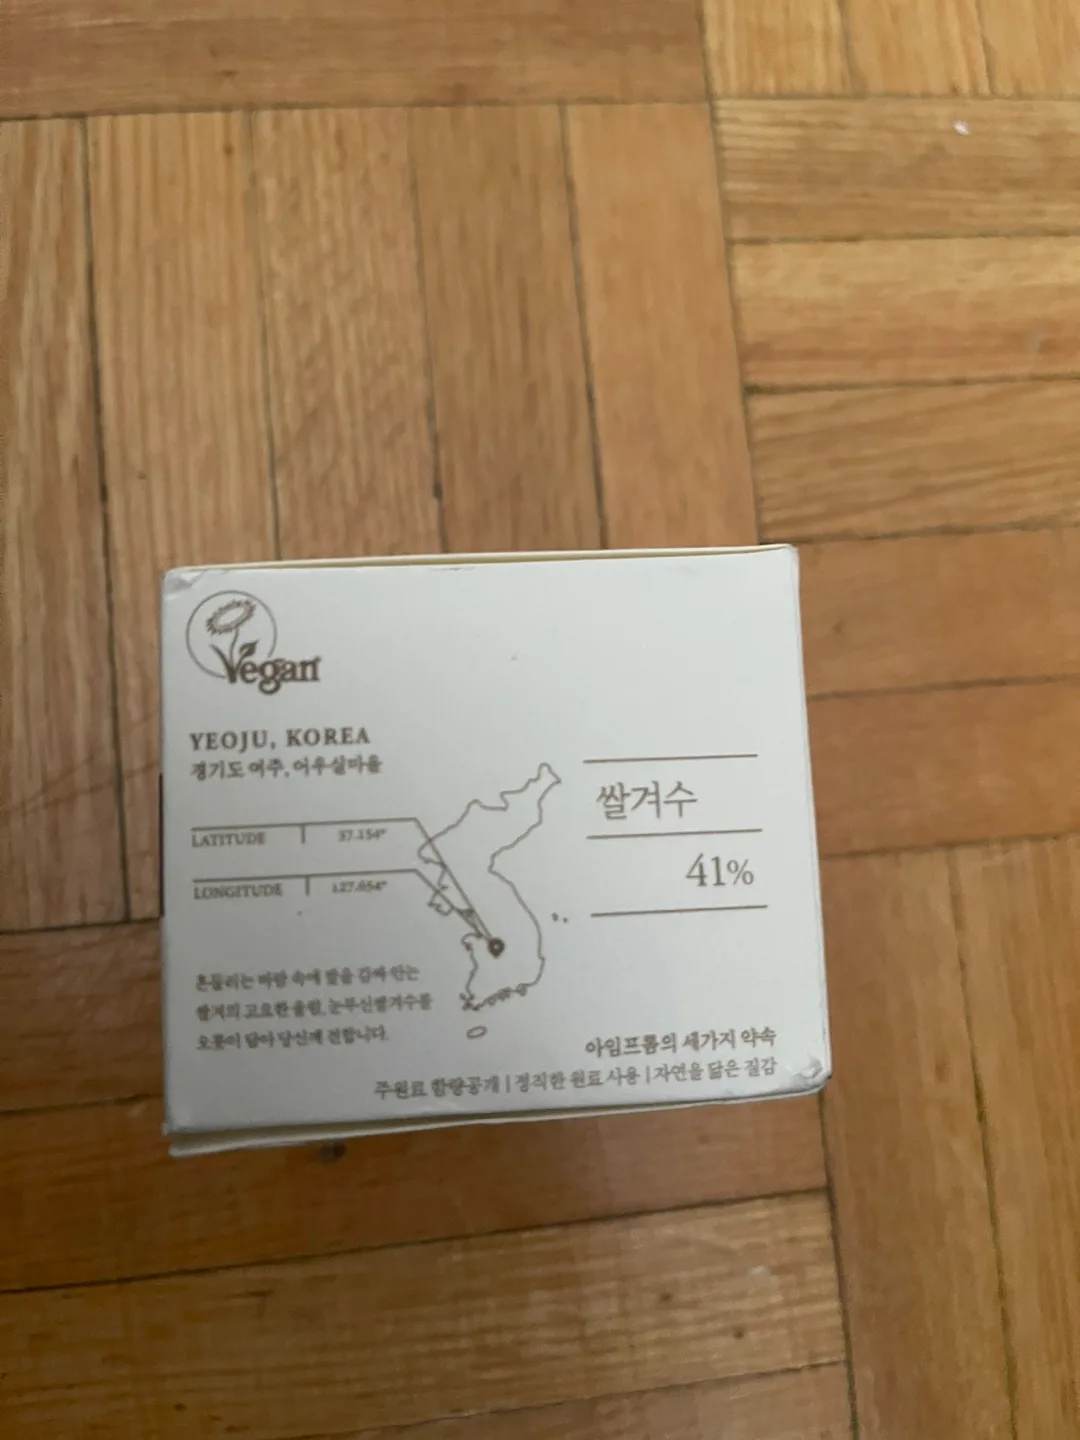 Vegan
YEOJU, KOREA
경기도 여주, 어우실마을
LATITUDE 37.154°
LONGITUDE 127.654°
쌀겨수
41%
흔들리는 바람 속에 쌀을 감싸 안는
쌀겨의 고요한 울림, 눈부신쌀겨수를
오롯이 담아 당신께 전합니다.
아임프롬의 세가지 약속
주원료 함량공개 | 정직한 원료 사용 | 자연을 닮은 질감